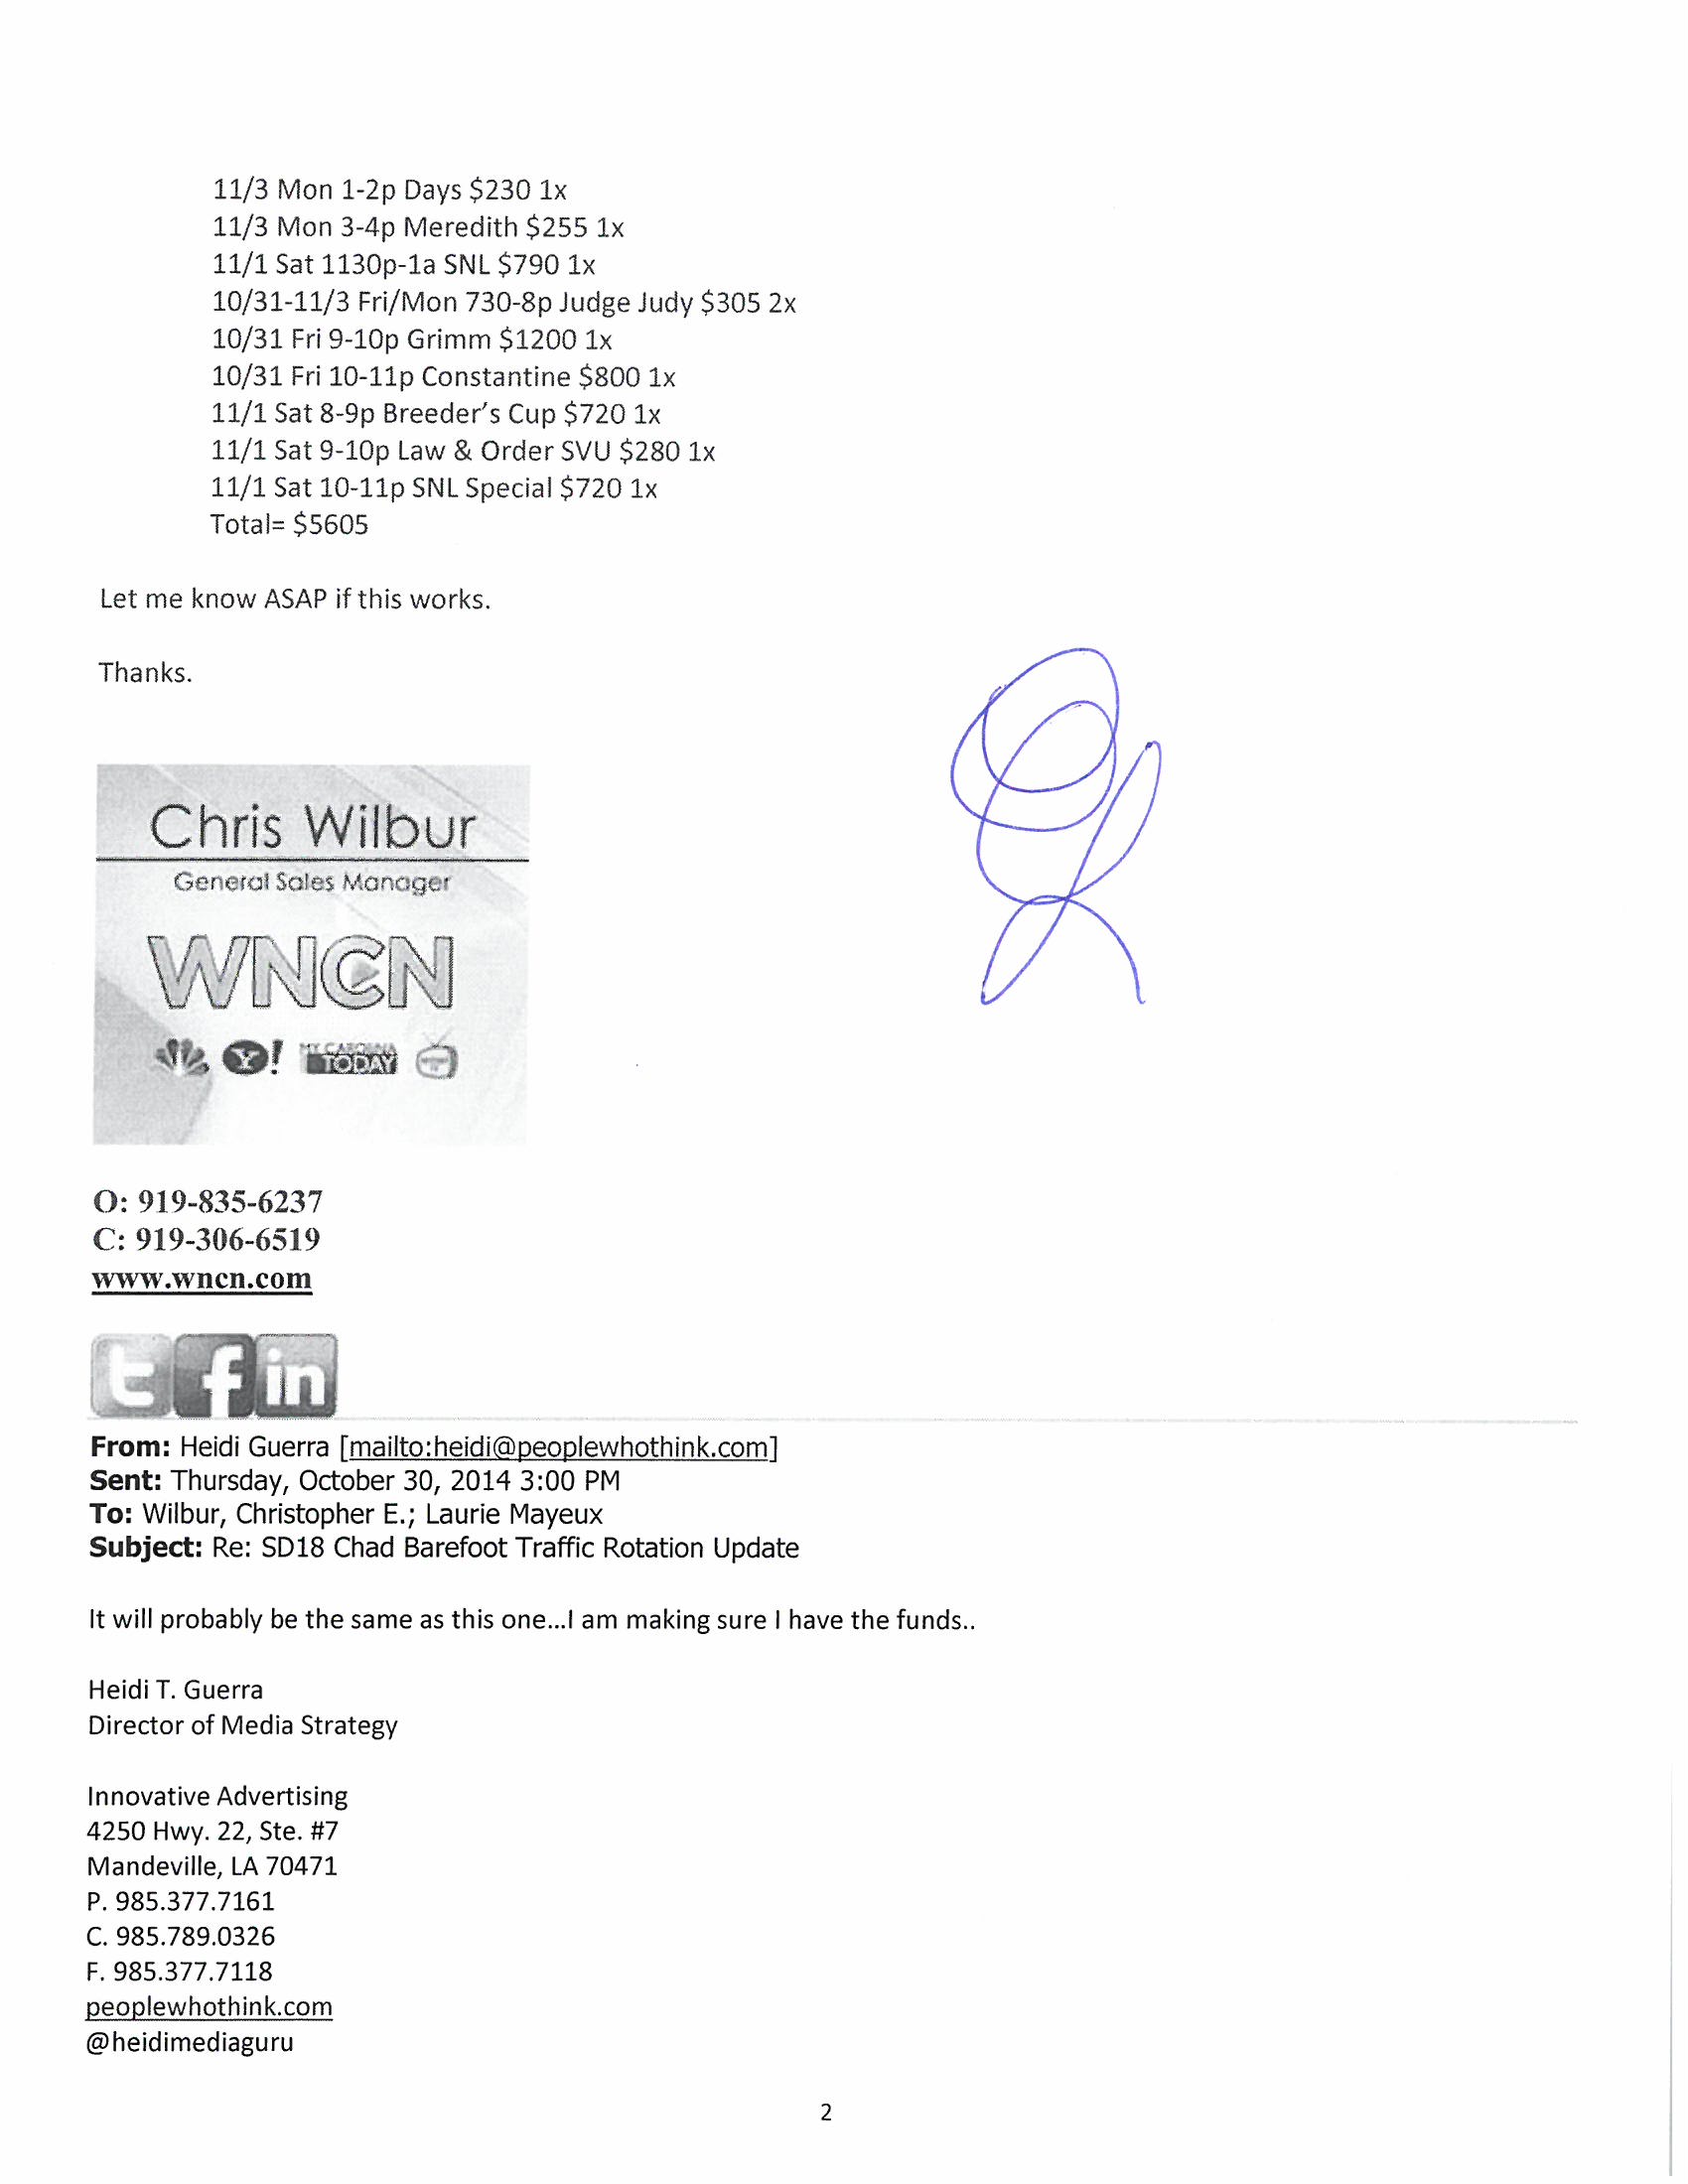 11/3 Mon 1-2p Days $230 1x
11/3 Mon 3-4p Meredith $255 1x
11/1 Sat 1130p-1a SNL $790 1x
10/31-11/3 Fri/Mon 730-8p Judge Judy $305 2x
10/31 Fri 9-10p Grimm $1200 1x
10/31 Fri 10-11p Constantine $800 1x
11/1 Sat 8-9p Breeder's Cup $720 1x
11/1 Sat 9-10p Law & Order SVU $280 1x
11/1 Sat 10-11p SNL Special $720 1x
Total= $5605
Let me know ASAP if this works.
Thanks.
Chris Wilbur
General Sales Manager
WNCN
Y! MY CAROLINA TODAY
O: 919-835-6237
C: 919-306-6519
www.wncn.com
t f in
From: Heidi Guerra [mailto:heidi@peoplewhothink.com]
Sent: Thursday, October 30, 2014 3:00 PM
To: Wilbur, Christopher E.; Laurie Mayeux
Subject: Re: SD18 Chad Barefoot Traffic Rotation Update
It will probably be the same as this one...I am making sure I have the funds..
Heidi T. Guerra
Director of Media Strategy
Innovative Advertising
4250 Hwy. 22, Ste. #7
Mandeville, LA 70471
P. 985.377.7161
C. 985.789.0326
F. 985.377.7118
peoplewhothink.com
@heidimediaguru
2